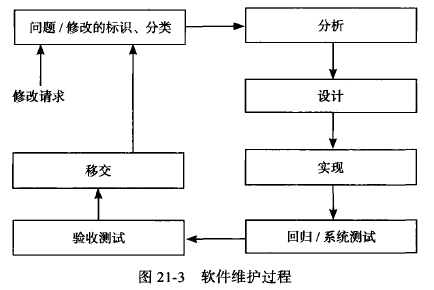 问题/修改的标识、分类
分析
修改请求
设计
移交
实现
验收测试
回归/系统测试
图 21-3 软件维护过程